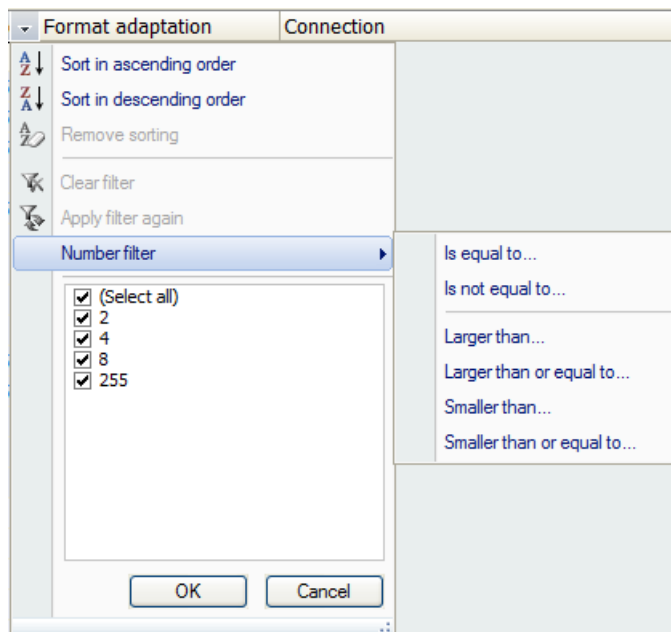 Format adaptation Connection
Sort in ascending order
Sort in descending order
Remove sorting
Clear filter
Apply filter again
Number filter
(Select all)
2
4
8
255
OK Cancel
Is equal to...
Is not equal to...
Larger than...
Larger than or equal to...
Smaller than...
Smaller than or equal to...